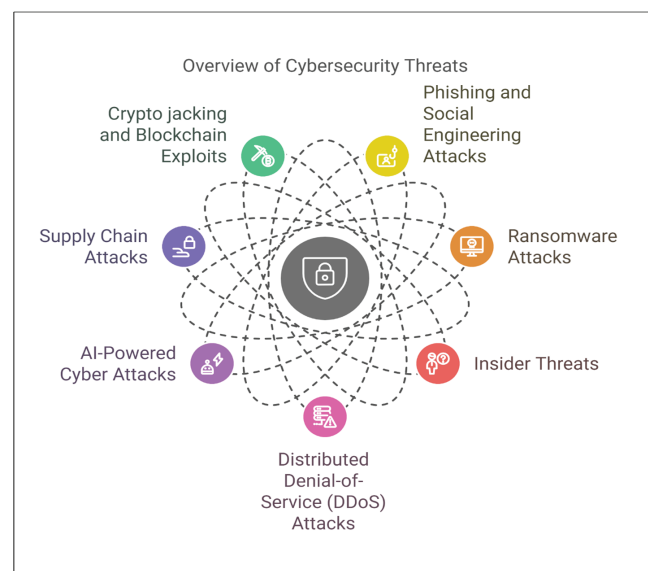 Overview of Cybersecurity Threats
Phishing and
Social
Engineering
Attacks
Ransomware
Attacks
Insider Threats
Distributed
Denial-of-
Service (DDoS)
Attacks
AI-Powered
Cyber Attacks
Supply Chain
Attacks
Crypto jacking
and Blockchain
Exploits